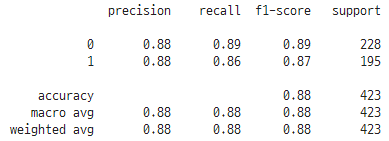 precision recall f1-score support
0 0.88 0.89 0.89 228
1 0.88 0.86 0.87 195
accuracy 0.88 423
macro avg 0.88 0.88 0.88 423
weighted avg 0.88 0.88 0.88 423